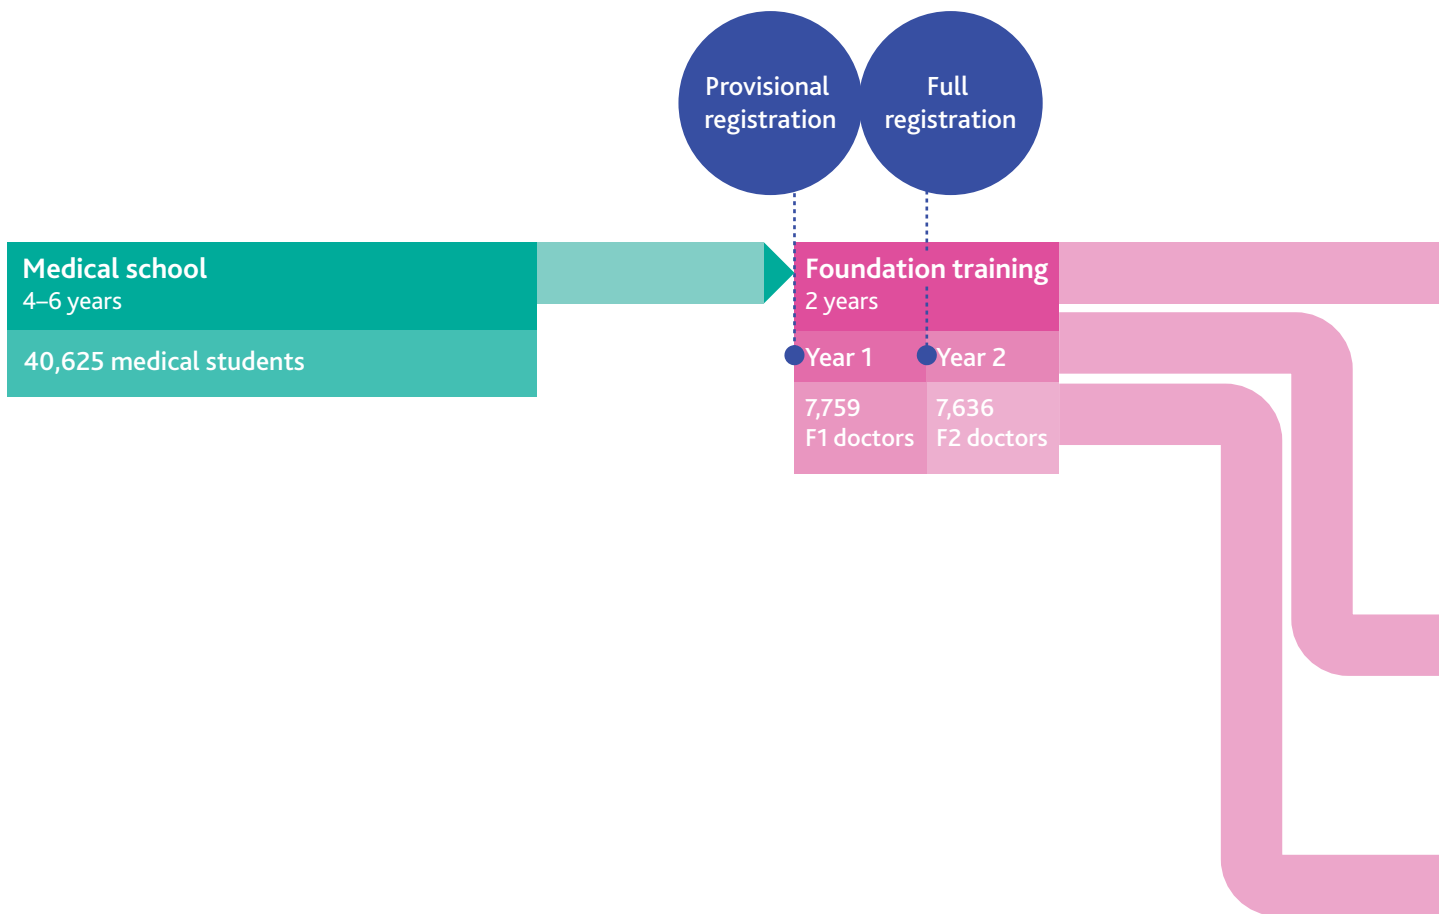 Provisional
registration
Full
registration
Medical school
4–6 years
40,625 medical students
Foundation training
2 years
Year 1
Year 2
7,759
F1 doctors
7,636
F2 doctors